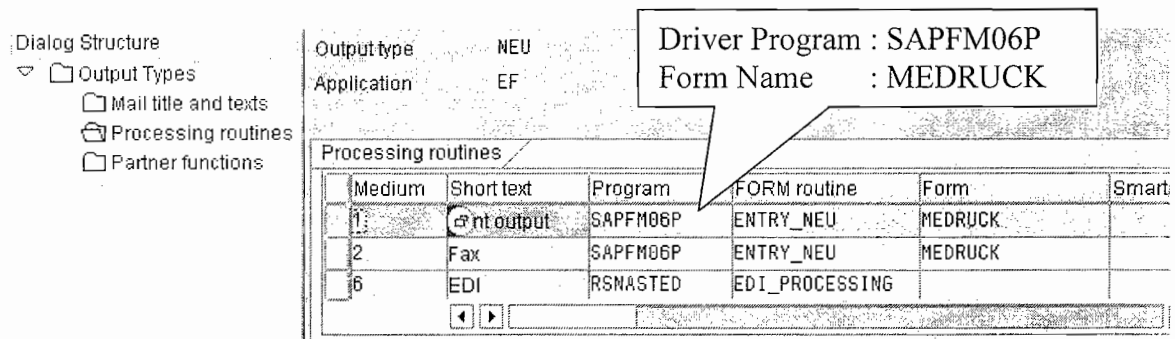 Dialog Structure
Output Types
Mail title and texts
Processing routines
Partner functions
Output type NEU
Application EF
Driver Program : SAPFM06P
Form Name : MEDRUCK
Processing routines
Medium Short text Program FORM routine Form Smart
1 nt output SAPFM06P ENTRY_NEU MEDRUCK
2 Fax SAPFM06P ENTRY_NEU MEDRUCK
6 EDI RSNASTED EDI_PROCESSING